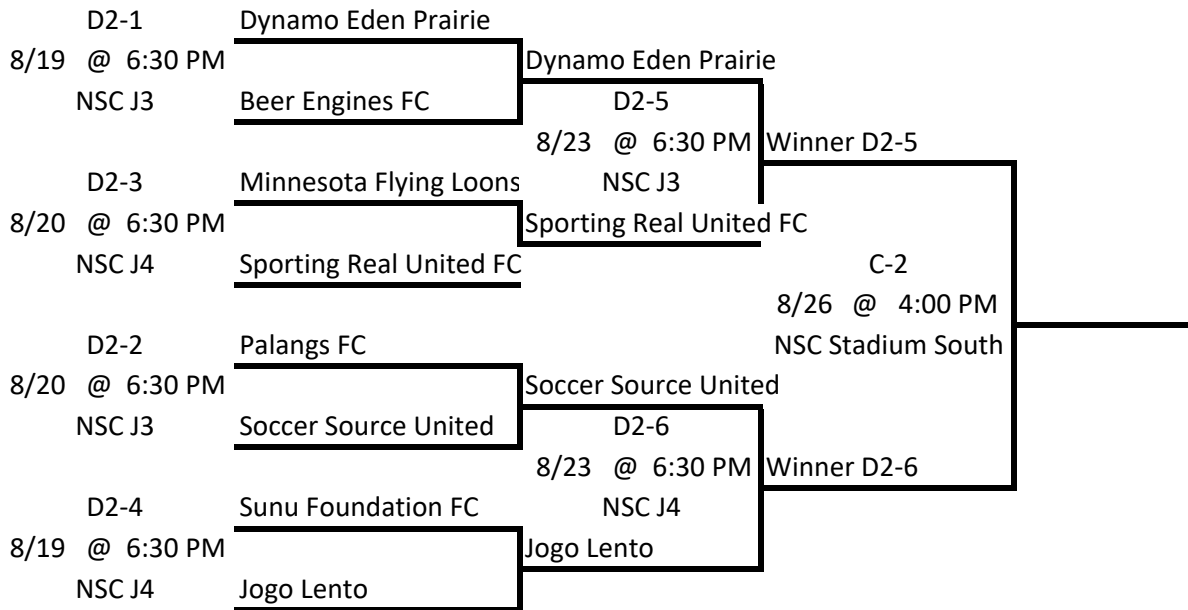 D2-1 Dynamo Eden Prairie
8/19 @ 6:30 PM Dynamo Eden Prairie
NSC J3 Beer Engines FC D2-5
8/23 @ 6:30 PM Winner D2-5
D2-3 Minnesota Flying Loons NSC J3
8/20 @ 6:30 PM Sporting Real United FC
NSC J4 Sporting Real United FC C-2
8/26 @ 4:00 PM
D2-2 Palangs FC NSC Stadium South
8/20 @ 6:30 PM Soccer Source United
NSC J3 Soccer Source United D2-6
8/23 @ 6:30 PM Winner D2-6
D2-4 Sunu Foundation FC NSC J4
8/19 @ 6:30 PM Jogo Lento
NSC J4 Jogo Lento